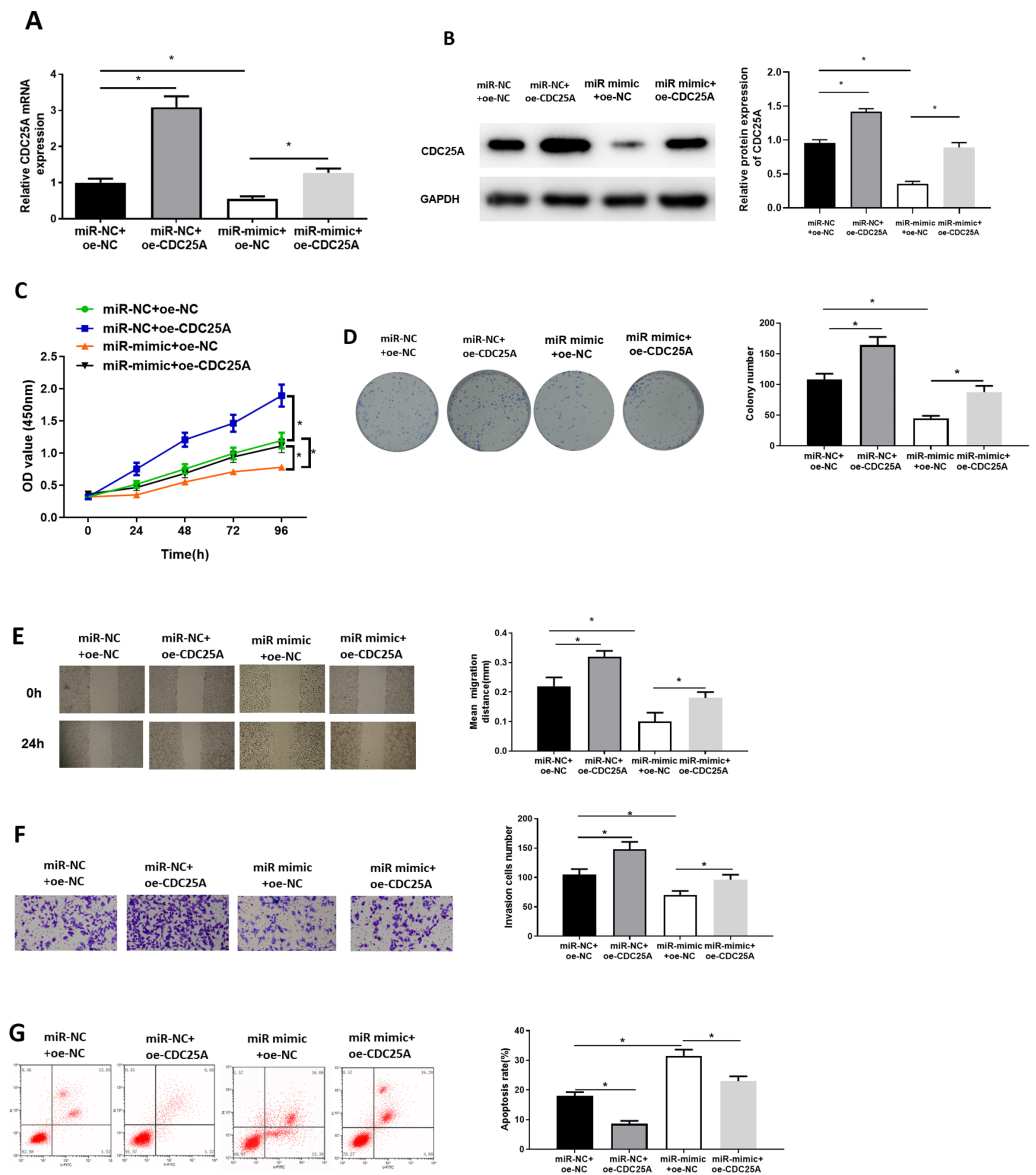 A
Relative CDC25A mRNA
expression
4
3
2
1
0
*
*
*
miR-NC+
oe-NC
miR-NC+
oe-CDC25A
miR-mimic+
oe-NC
miR-mimic+
oe-CDC25A
B
miR-NC
+oe-NC
miR-NC+
oe-CDC25A
miR mimic
+oe-NC
miR mimic+
oe-CDC25A
CDC25A
GAPDH
Relative protein expression
of CDC25A
2.0
1.5
1.0
0.5
0.0
*
*
*
miR-NC
+oe-NC
miR-NC+
oe-CDC25A
miR-mimic
+oe-NC
miR-mimic+
oe-CDC25A
C
miR-NC+oe-NC
miR-NC+oe-CDC25A
miR-mimic+oe-NC
miR-mimic+oe-CDC25A
OD value (450nm)
2.5
2.0
1.5
1.0
0.5
0.0
*
*
*
0
24
48
72
96
Time(h)
D
miR-NC
+oe-NC
miR-NC+
oe-CDC25A
miR mimic
+oe-NC
miR mimic+
oe-CDC25A
Colony number
200
150
100
50
0
*
*
*
miR-NC+
oe-NC
miR-NC+
oe-CDC25A
miR-mimic
+oe-NC
miR-mimic+
oe-CDC25A
E
miR-NC
+oe-NC
miR-NC+
oe-CDC25A
miR mimic
+oe-NC
miR mimic+
oe-CDC25A
0h
24h
Mean migration
distance(mm)
0.4
0.3
0.2
0.1
0.0
*
*
*
miR-NC+
oe-NC
miR-NC+
oe-CDC25A
miR-mimic
+oe-NC
miR-mimic+
oe-CDC25A
F
miR-NC
+oe-NC
miR-NC+
oe-CDC25A
miR mimic
+oe-NC
miR mimic+
oe-CDC25A
Invasion cells number
200
150
100
50
0
*
*
*
miR-NC+
oe-NC
miR-NC+
oe-CDC25A
miR-mimic
+oe-NC
miR-mimic+
oe-CDC25A
G
miR-NC
+oe-NC
miR-NC+
oe-CDC25A
miR mimic
+oe-NC
miR mimic+
oe-CDC25A
V-FITC
V-FITC
V-FITC
V-FITC
Apoptosis rate(%)
40
30
20
10
0
*
*
*
miR-NC+
oe-NC
miR-NC+
oe-CDC25A
miR-mimic
+oe-NC
miR-mimic+
oe-CDC25A